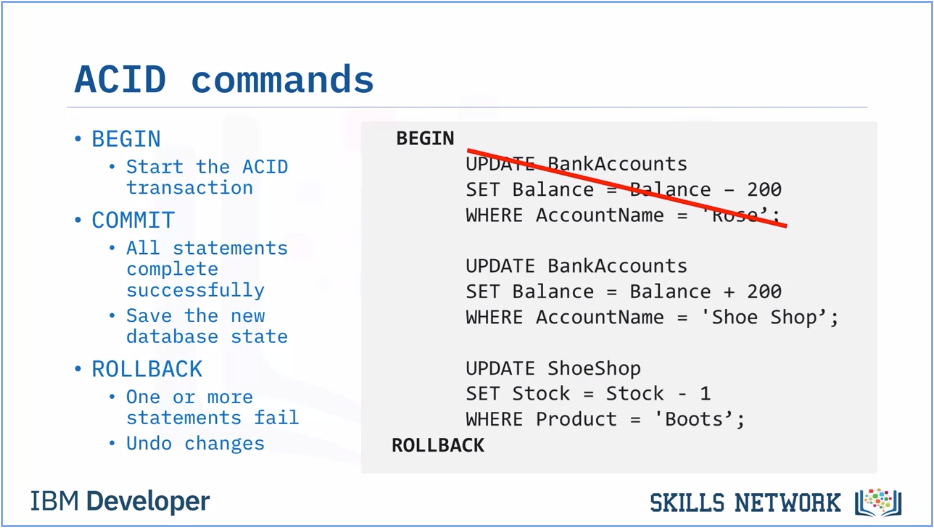 ACID commands
• BEGIN
• Start the ACID
transaction
• COMMIT
• All statements
complete
successfully
• Save the new
database state
• ROLLBACK
• One or more
statements fail
• Undo changes
BEGIN
UPDATE BankAccounts
SET Balance = Balance – 200
WHERE AccountName = 'Rose’;
UPDATE BankAccounts
SET Balance = Balance + 200
WHERE AccountName = 'Shoe Shop’;
UPDATE ShoeShop
SET Stock = Stock - 1
WHERE Product = 'Boots’;
ROLLBACK
IBM Developer
SKILLS NETWORK